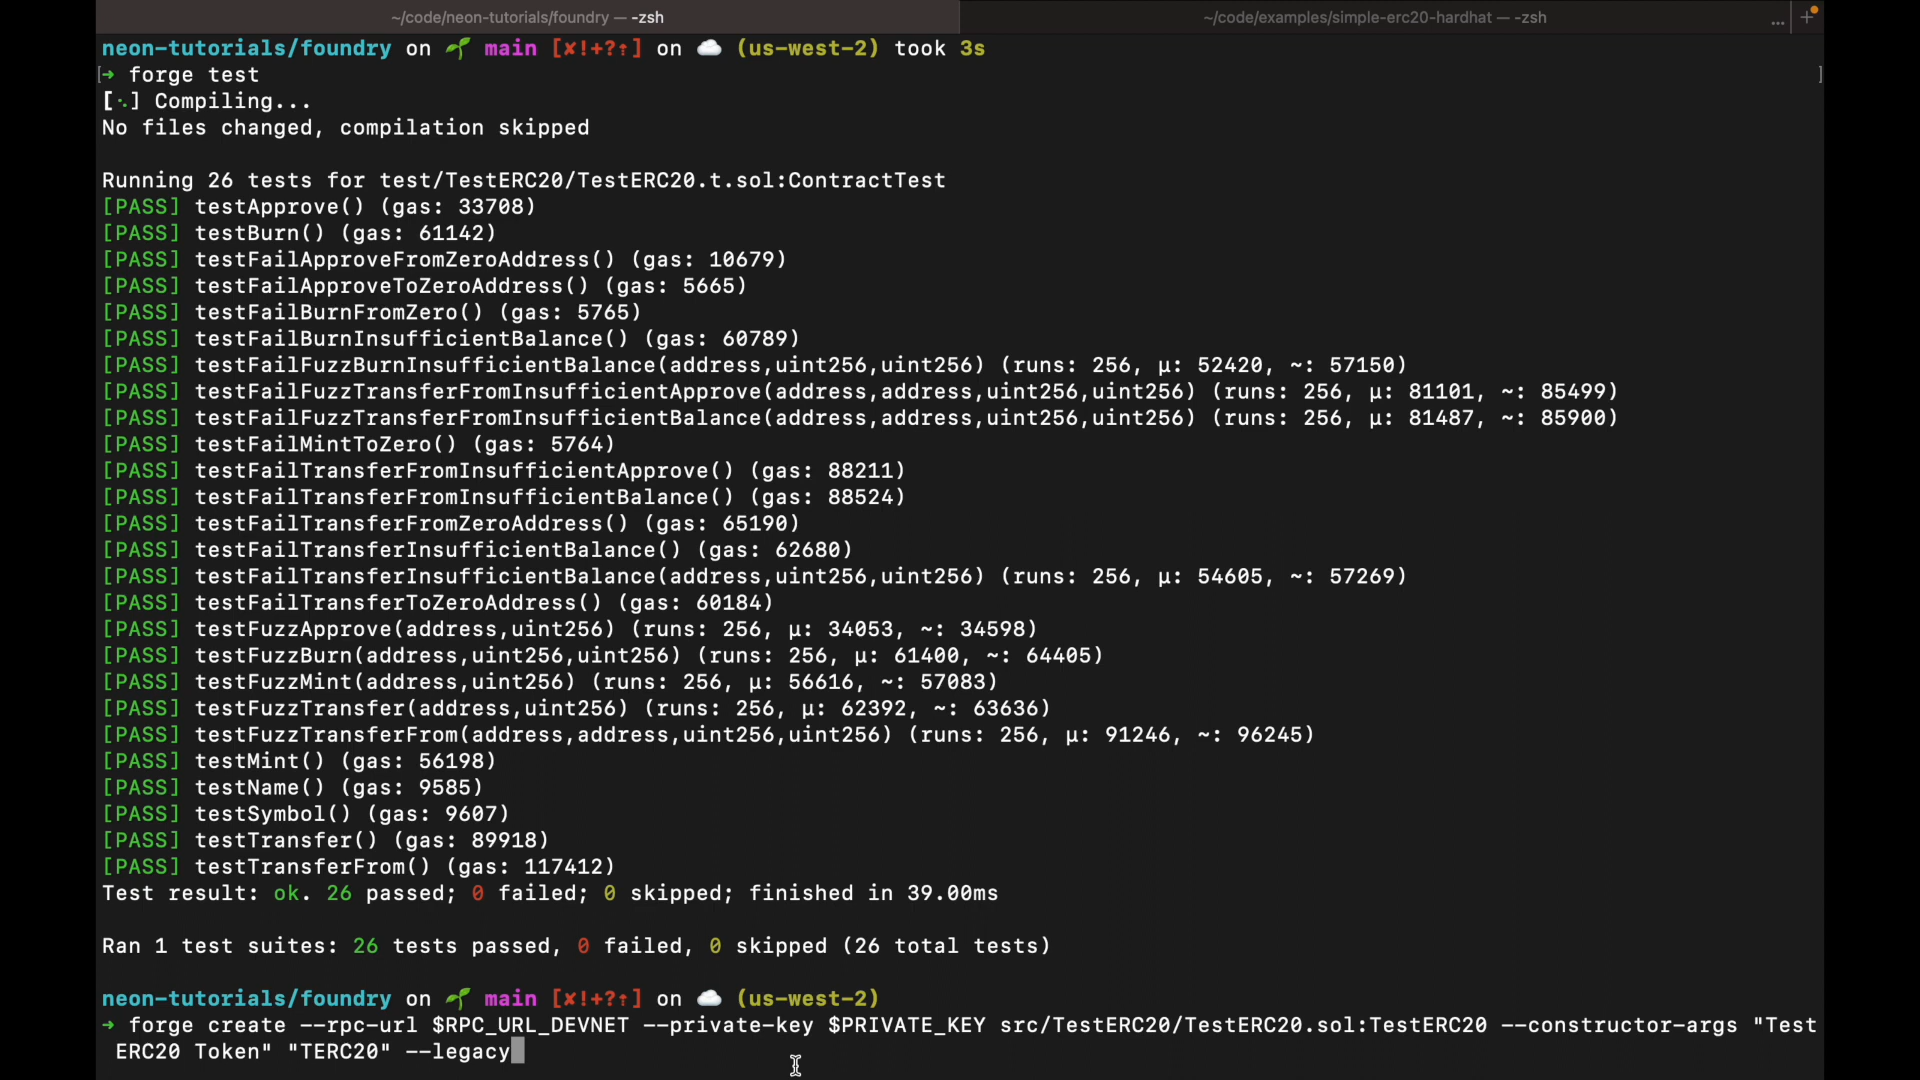 ~/code/neon-tutorials/foundry — -zsh
~/code/examples/simple-erc20-hardhat — -zsh
... +
neon-tutorials/foundry on 🌱 main [✘!+?⇡] on ☁️ (us-west-2) took 3s
[➜ forge test ]
[⠢] Compiling...
No files changed, compilation skipped
Running 26 tests for test/TestERC20/TestERC20.t.sol:ContractTest
[PASS] testApprove() (gas: 33708)
[PASS] testBurn() (gas: 61142)
[PASS] testFailApproveFromZeroAddress() (gas: 10679)
[PASS] testFailApproveToZeroAddress() (gas: 5665)
[PASS] testFailBurnFromZero() (gas: 5765)
[PASS] testFailBurnInsufficientBalance() (gas: 60789)
[PASS] testFailFuzzBurnInsufficientBalance(address,uint256,uint256) (runs: 256, μ: 52420, ~: 57150)
[PASS] testFailFuzzTransferFromInsufficientApprove(address,address,uint256,uint256) (runs: 256, μ: 81101, ~: 85499)
[PASS] testFailFuzzTransferFromInsufficientBalance(address,address,uint256,uint256) (runs: 256, μ: 81487, ~: 85900)
[PASS] testFailMintToZero() (gas: 5764)
[PASS] testFailTransferFromInsufficientApprove() (gas: 88211)
[PASS] testFailTransferFromInsufficientBalance() (gas: 88524)
[PASS] testFailTransferFromZeroAddress() (gas: 65190)
[PASS] testFailTransferInsufficientBalance() (gas: 62680)
[PASS] testFailTransferInsufficientBalance(address,uint256,uint256) (runs: 256, μ: 54605, ~: 57269)
[PASS] testFailTransferToZeroAddress() (gas: 60184)
[PASS] testFuzzApprove(address,uint256) (runs: 256, μ: 34053, ~: 34598)
[PASS] testFuzzBurn(address,uint256,uint256) (runs: 256, μ: 61400, ~: 64405)
[PASS] testFuzzMint(address,uint256) (runs: 256, μ: 56616, ~: 57083)
[PASS] testFuzzTransfer(address,uint256) (runs: 256, μ: 62392, ~: 63636)
[PASS] testFuzzTransferFrom(address,address,uint256,uint256) (runs: 256, μ: 91246, ~: 96245)
[PASS] testMint() (gas: 56198)
[PASS] testName() (gas: 9585)
[PASS] testSymbol() (gas: 9607)
[PASS] testTransfer() (gas: 89918)
[PASS] testTransferFrom() (gas: 117412)
Test result: ok. 26 passed; 0 failed; 0 skipped; finished in 39.00ms
Ran 1 test suites: 26 tests passed, 0 failed, 0 skipped (26 total tests)
neon-tutorials/foundry on 🌱 main [✘!+?⇡] on ☁️ (us-west-2)
➜ forge create --rpc-url $RPC_URL_DEVNET --private-key $PRIVATE_KEY src/TestERC20/TestERC20.sol:TestERC20 --constructor-args "Test
ERC20 Token" "TERC20" --legacy